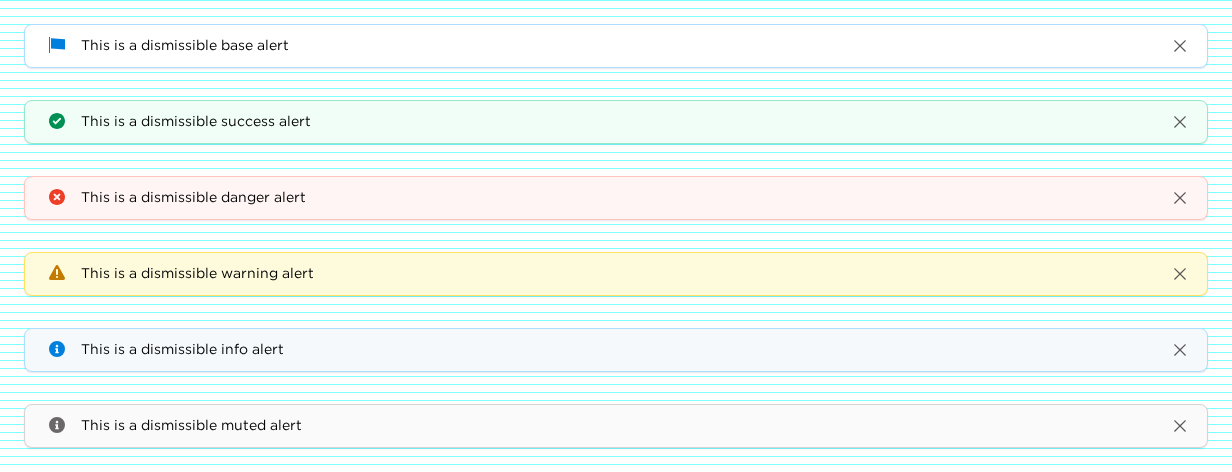 This is a dismissible base alert
This is a dismissible success alert
This is a dismissible danger alert
This is a dismissible warning alert
This is a dismissible info alert
This is a dismissible muted alert